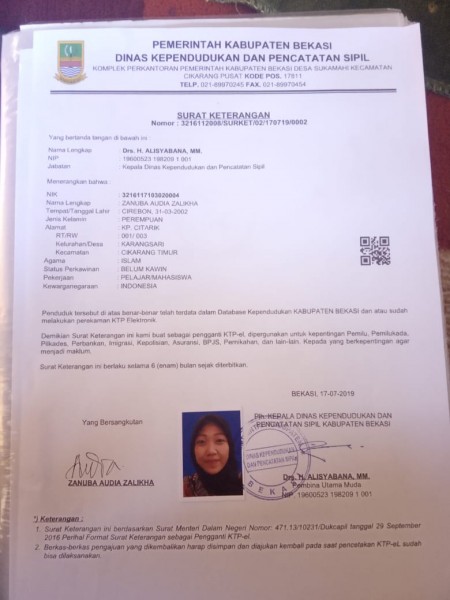 PEMERINTAH KABUPATEN BEKASI
DINAS KEPENDUDUKAN DAN PENCATATAN SIPIL
KOMPLEK PERKANTORAN PEMERINTAH KABUPATEN BEKASI DESA SUKAMAHI KECAMATAN
CIKARANG PUSAT KODE POS. 17811
TELP. 021-89970245 FAX. 021-89970454
SURAT KETERANGAN
Nomor : 3216112008/SURKET/02/170719/0002
Yang bertanda tangan di bawah ini :
Nama Lengkap : Drs. H. ALISYABANA, MM.
NIP : 19600523 198209 1 001
Jabatan : Kepala Dinas Kependudukan dan Pencatatan Sipil
Menerangkan bahwa :
NIK : 3216117103020004
Nama Lengkap : ZANUBA AUDIA ZALIKHA
Tempat/Tanggal Lahir : CIREBON, 31-03-2002
Jenis Kelamin : PEREMPUAN
Alamat : KP. CITARIK
RT/RW : 001/ 003
Kelurahan/Desa : KARANGSARI
Kecamatan : CIKARANG TIMUR
Agama : ISLAM
Status Perkawinan : BELUM KAWIN
Pekerjaan : PELAJAR/MAHASISWA
Kewarganegaraan : INDONESIA
Penduduk tersebut di atas benar-benar telah terdata dalam Database Kependudukan KABUPATEN BEKASI dan atau sudah
melakukan perekaman KTP Elektronik.
Demikian Surat Keterangan ini kami buat sebagai pengganti KTP-el, dipergunakan untuk kepentingan Pemilu, Pemilukada,
Pilkades, Perbankan, Imigrasi, Kepolisian, Asuransi, BPJS, Pernikahan, dan lain-lain. Kepada yang berkepentingan agar
menjadi maklum.
Surat Keterangan ini berlaku selama 6 (enam) bulan sejak diterbitkan.
BEKASI, 17-07-2019
Yang Bersangkutan
Plh. KEPALA DINAS KEPENDUDUKAN DAN
PENCATATAN SIPIL KABUPATEN BEKASI
DINAS KEPENDUDUKAN
DAN PENCATATAN SIPIL
BEKASI
ZANUBA AUDIA ZALIKHA
Drs. H. ALISYABANA, MM.
Pembina Utama Muda
NIP. 19600523 198209 1 001
*) Keterangan :
1. Surat Keterangan ini berdasarkan Surat Menteri Dalam Negeri Nomor: 471.13/10231/Dukcapil tanggal 29 September
2016 Perihal Format Surat Keterangan sebagai Pengganti KTP-el.
2. Berkas-berkas pengajuan yang dikembalikan harap disimpan dan diajukan kembali pada saat pencetakan KTP-eL sudah
bisa dilaksanakan.